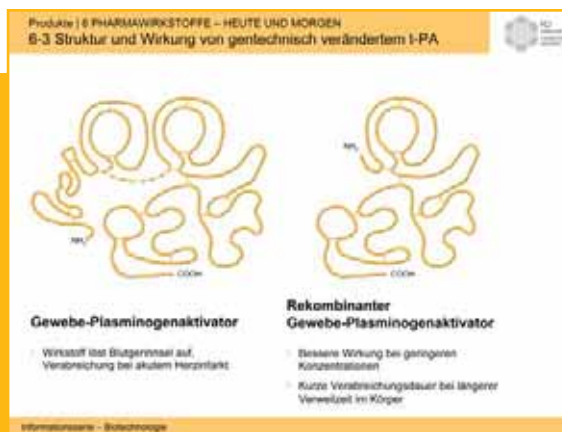 Produkte | 6 PHARMAWIRKSTOFFE – HEUTE UND MORGEN
6-3 Struktur und Wirkung von gentechnisch verändertem t-PA
FCI
NH₂
NH₂
COOH
COOH
Gewebe-Plasminogenaktivator
Wirkstoff löst Blutgerinnsel auf,
Verabreichung bei akutem Herzinfarkt
Rekombinanter
Gewebe-Plasminogenaktivator
Bessere Wirkung bei geringeren
Konzentrationen
Kurze Verabreichungsdauer bei längerer
Verweilzeit im Körper
Informationsserie – Biotechnologie